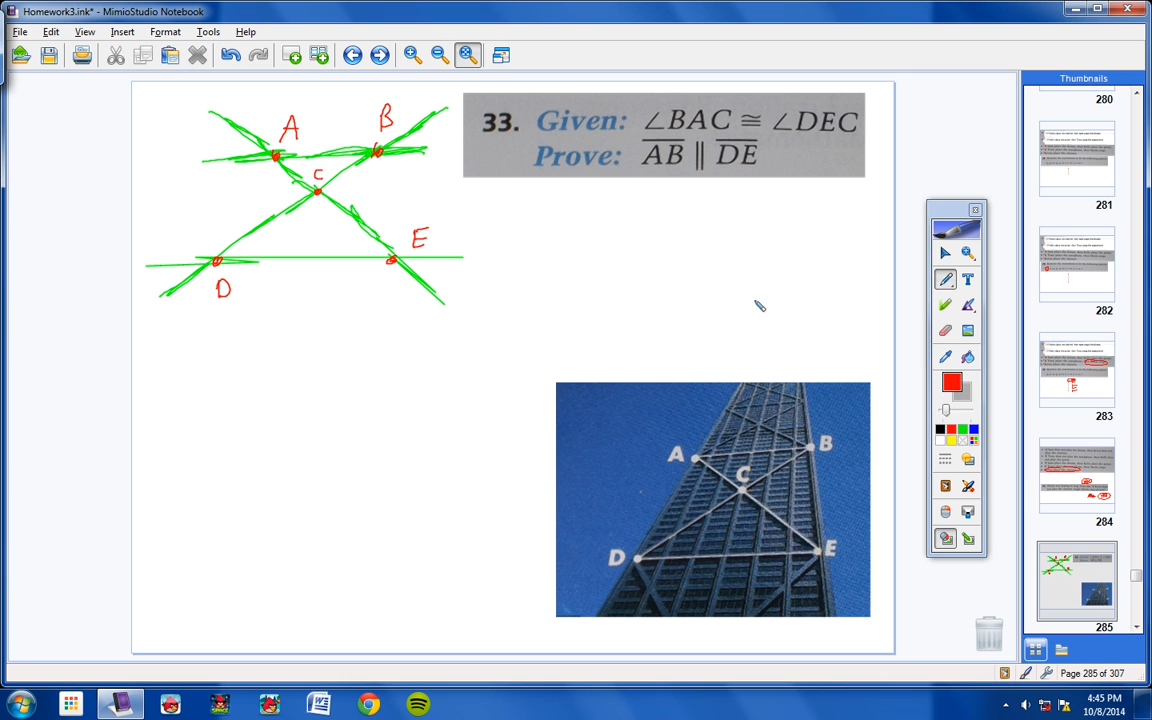 Homework3.ink* - MimioStudio Notebook
File Edit View Insert Format Tools Help
Thumbnails
280
281
282
283
284
285
A
B
C
E
D
33. Given: ∠BAC ≅ ∠DEC
Prove: AB ∥ DE
A
B
C
D
E
T
Page 285 of 307
4:45 PM
10/8/2014